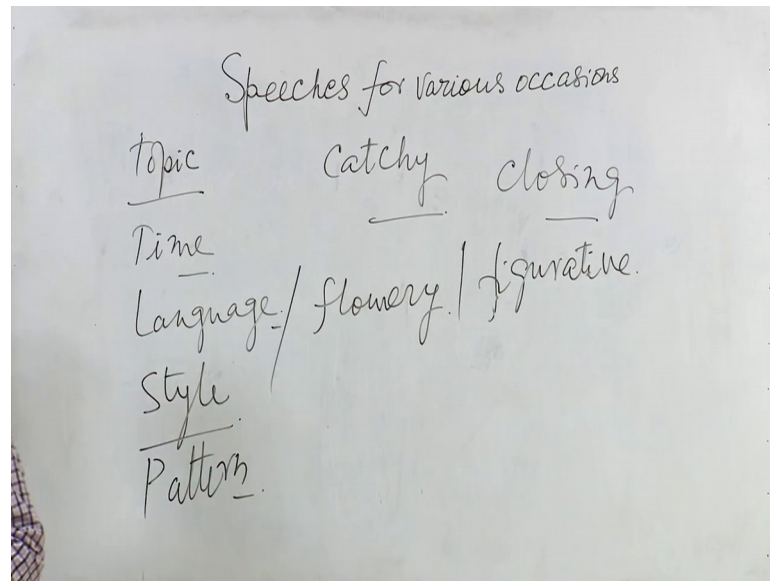 Speeches for various occasions
Topic Catchy closing
Time
Language / flowery / figurative.
Style
Pattern.